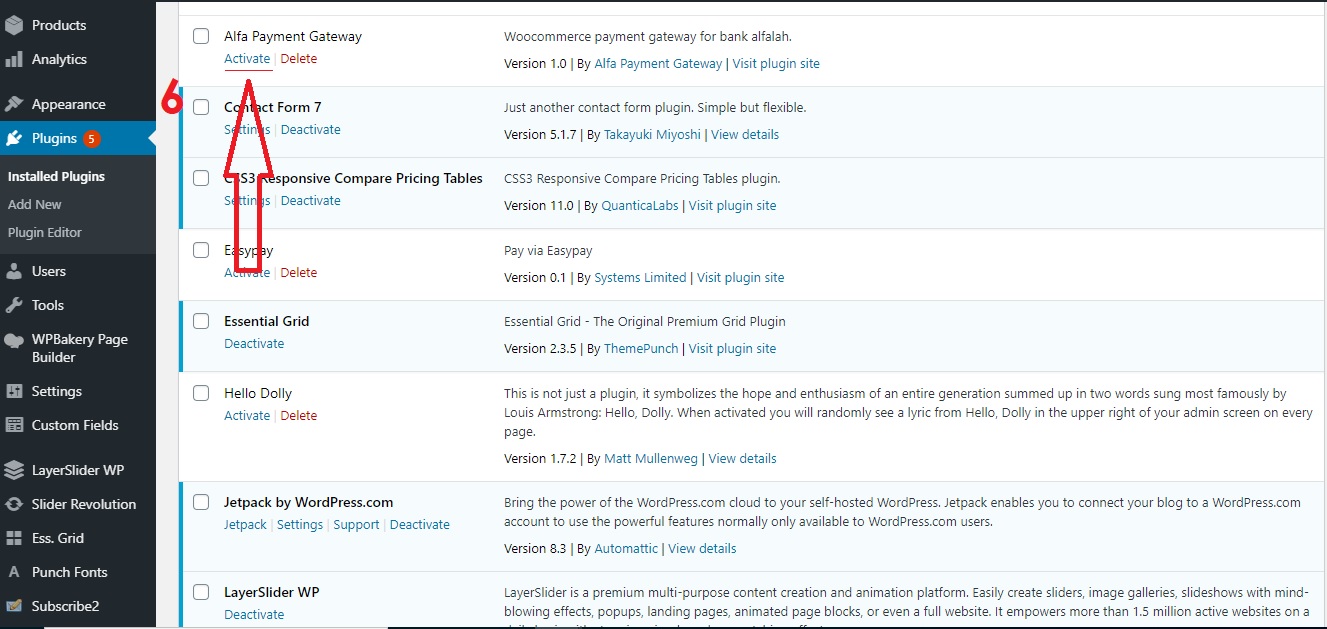 Products
Analytics
Appearance
Plugins 5
Installed Plugins
Add New
Plugin Editor
Users
Tools
WPBakery Page
Builder
Settings
Custom Fields
LayerSlider WP
Slider Revolution
Ess. Grid
Punch Fonts
Subscribe2
6
Alfa Payment Gateway
Activate | Delete
Woocommerce payment gateway for bank alfalah.
Version 1.0 | By Alfa Payment Gateway | Visit plugin site
Contact Form 7
Settings | Deactivate
Just another contact form plugin. Simple but flexible.
Version 5.1.7 | By Takayuki Miyoshi | View details
CSS3 Responsive Compare Pricing Tables
Settings | Deactivate
CSS3 Responsive Compare Pricing Tables plugin.
Version 11.0 | By QuanticaLabs | Visit plugin site
Easypay
Activate | Delete
Pay via Easypay
Version 0.1 | By Systems Limited | Visit plugin site
Essential Grid
Deactivate
Essential Grid - The Original Premium Grid Plugin
Version 2.3.5 | By ThemePunch | Visit plugin site
Hello Dolly
Activate | Delete
This is not just a plugin, it symbolizes the hope and enthusiasm of an entire generation summed up in two words sung most famously by
Louis Armstrong: Hello, Dolly. When activated you will randomly see a lyric from Hello, Dolly in the upper right of your admin screen on every
page.
Version 1.7.2 | By Matt Mullenweg | View details
Jetpack by WordPress.com
Jetpack | Settings | Support | Deactivate
Bring the power of the WordPress.com cloud to your self-hosted WordPress. Jetpack enables you to connect your blog to a WordPress.com
account to use the powerful features normally only available to WordPress.com users.
Version 8.3 | By Automattic | View details
LayerSlider WP
Deactivate
LayerSlider is a premium multi-purpose content creation and animation platform. Easily create sliders, image galleries, slideshows with mind-
blowing effects, popups, landing pages, animated page blocks, or even a full website. It empowers more than 1.5 million active websites on a